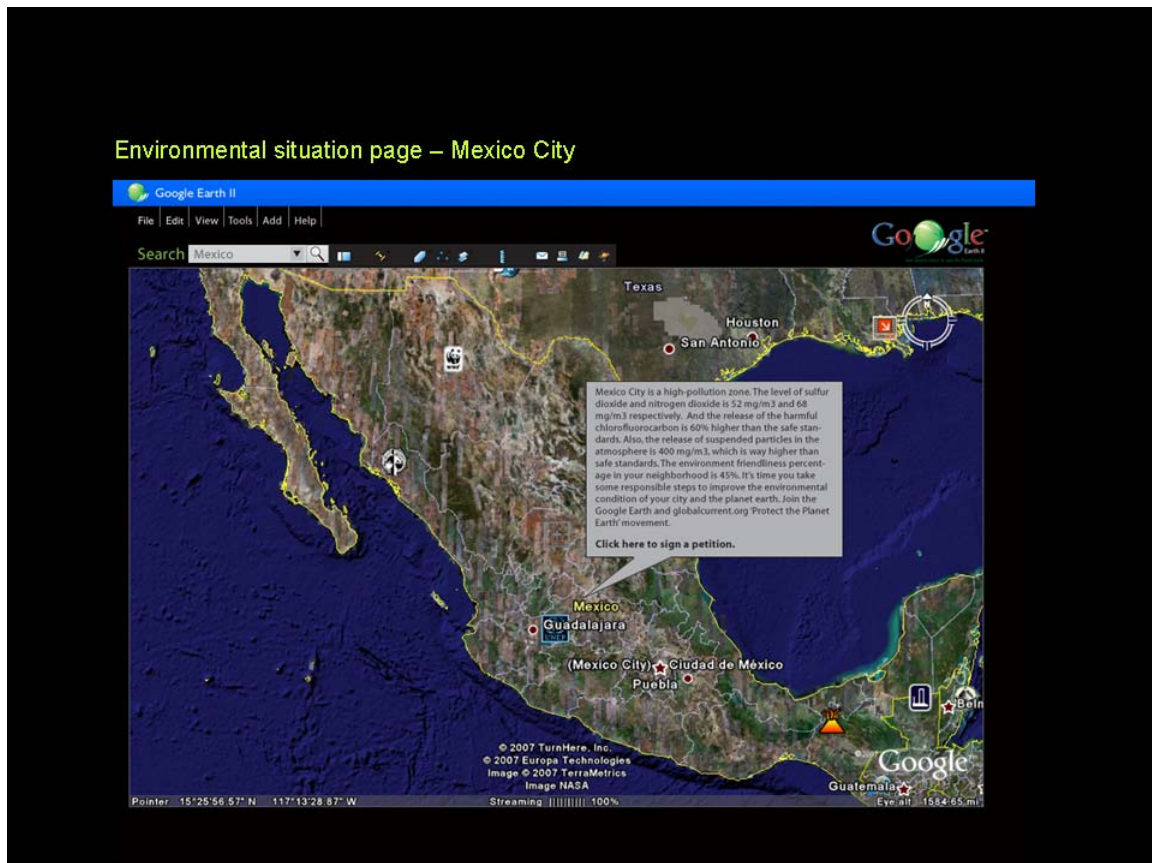 Environmental situation page – Mexico City
Google Earth II
File Edit View Tools Add Help
Google
Earth II
Search Mexico
Texas
Houston
San Antonio
N
WWF
Mexico City is a high-pollution zone. The level of sulfur
dioxide and nitrogen dioxide is 52 mg/m3 and 68
mg/m3 respectively. And the release of the harmful
chlorofluorocarbon is 60% higher than the safe stan-
dards. Also, the release of suspended particles in the
atmosphere is 400 mg/m3, which is way higher than
safe standards. The environment friendliness percent-
age in your neighborhood is 45%. It's time you take
some responsible steps to improve the environmental
condition of your city and the planet earth. Join the
Google Earth and globalcurrent.org 'Protect the Planet
Earth' movement.
Click here to sign a petition.
Mexico
Guadalajara
UNEP
(Mexico City) Ciudad de México
Puebla
Beln
© 2007 TurnHere, Inc.
© 2007 Europa Technologies
Image © 2007 TerraMetrics
Image NASA
Google
Guatemala
Pointer 15°25'56.57" N 117°13'28.87" W
Streaming |||||||||| 100%
Eye alt 1584.65 mi